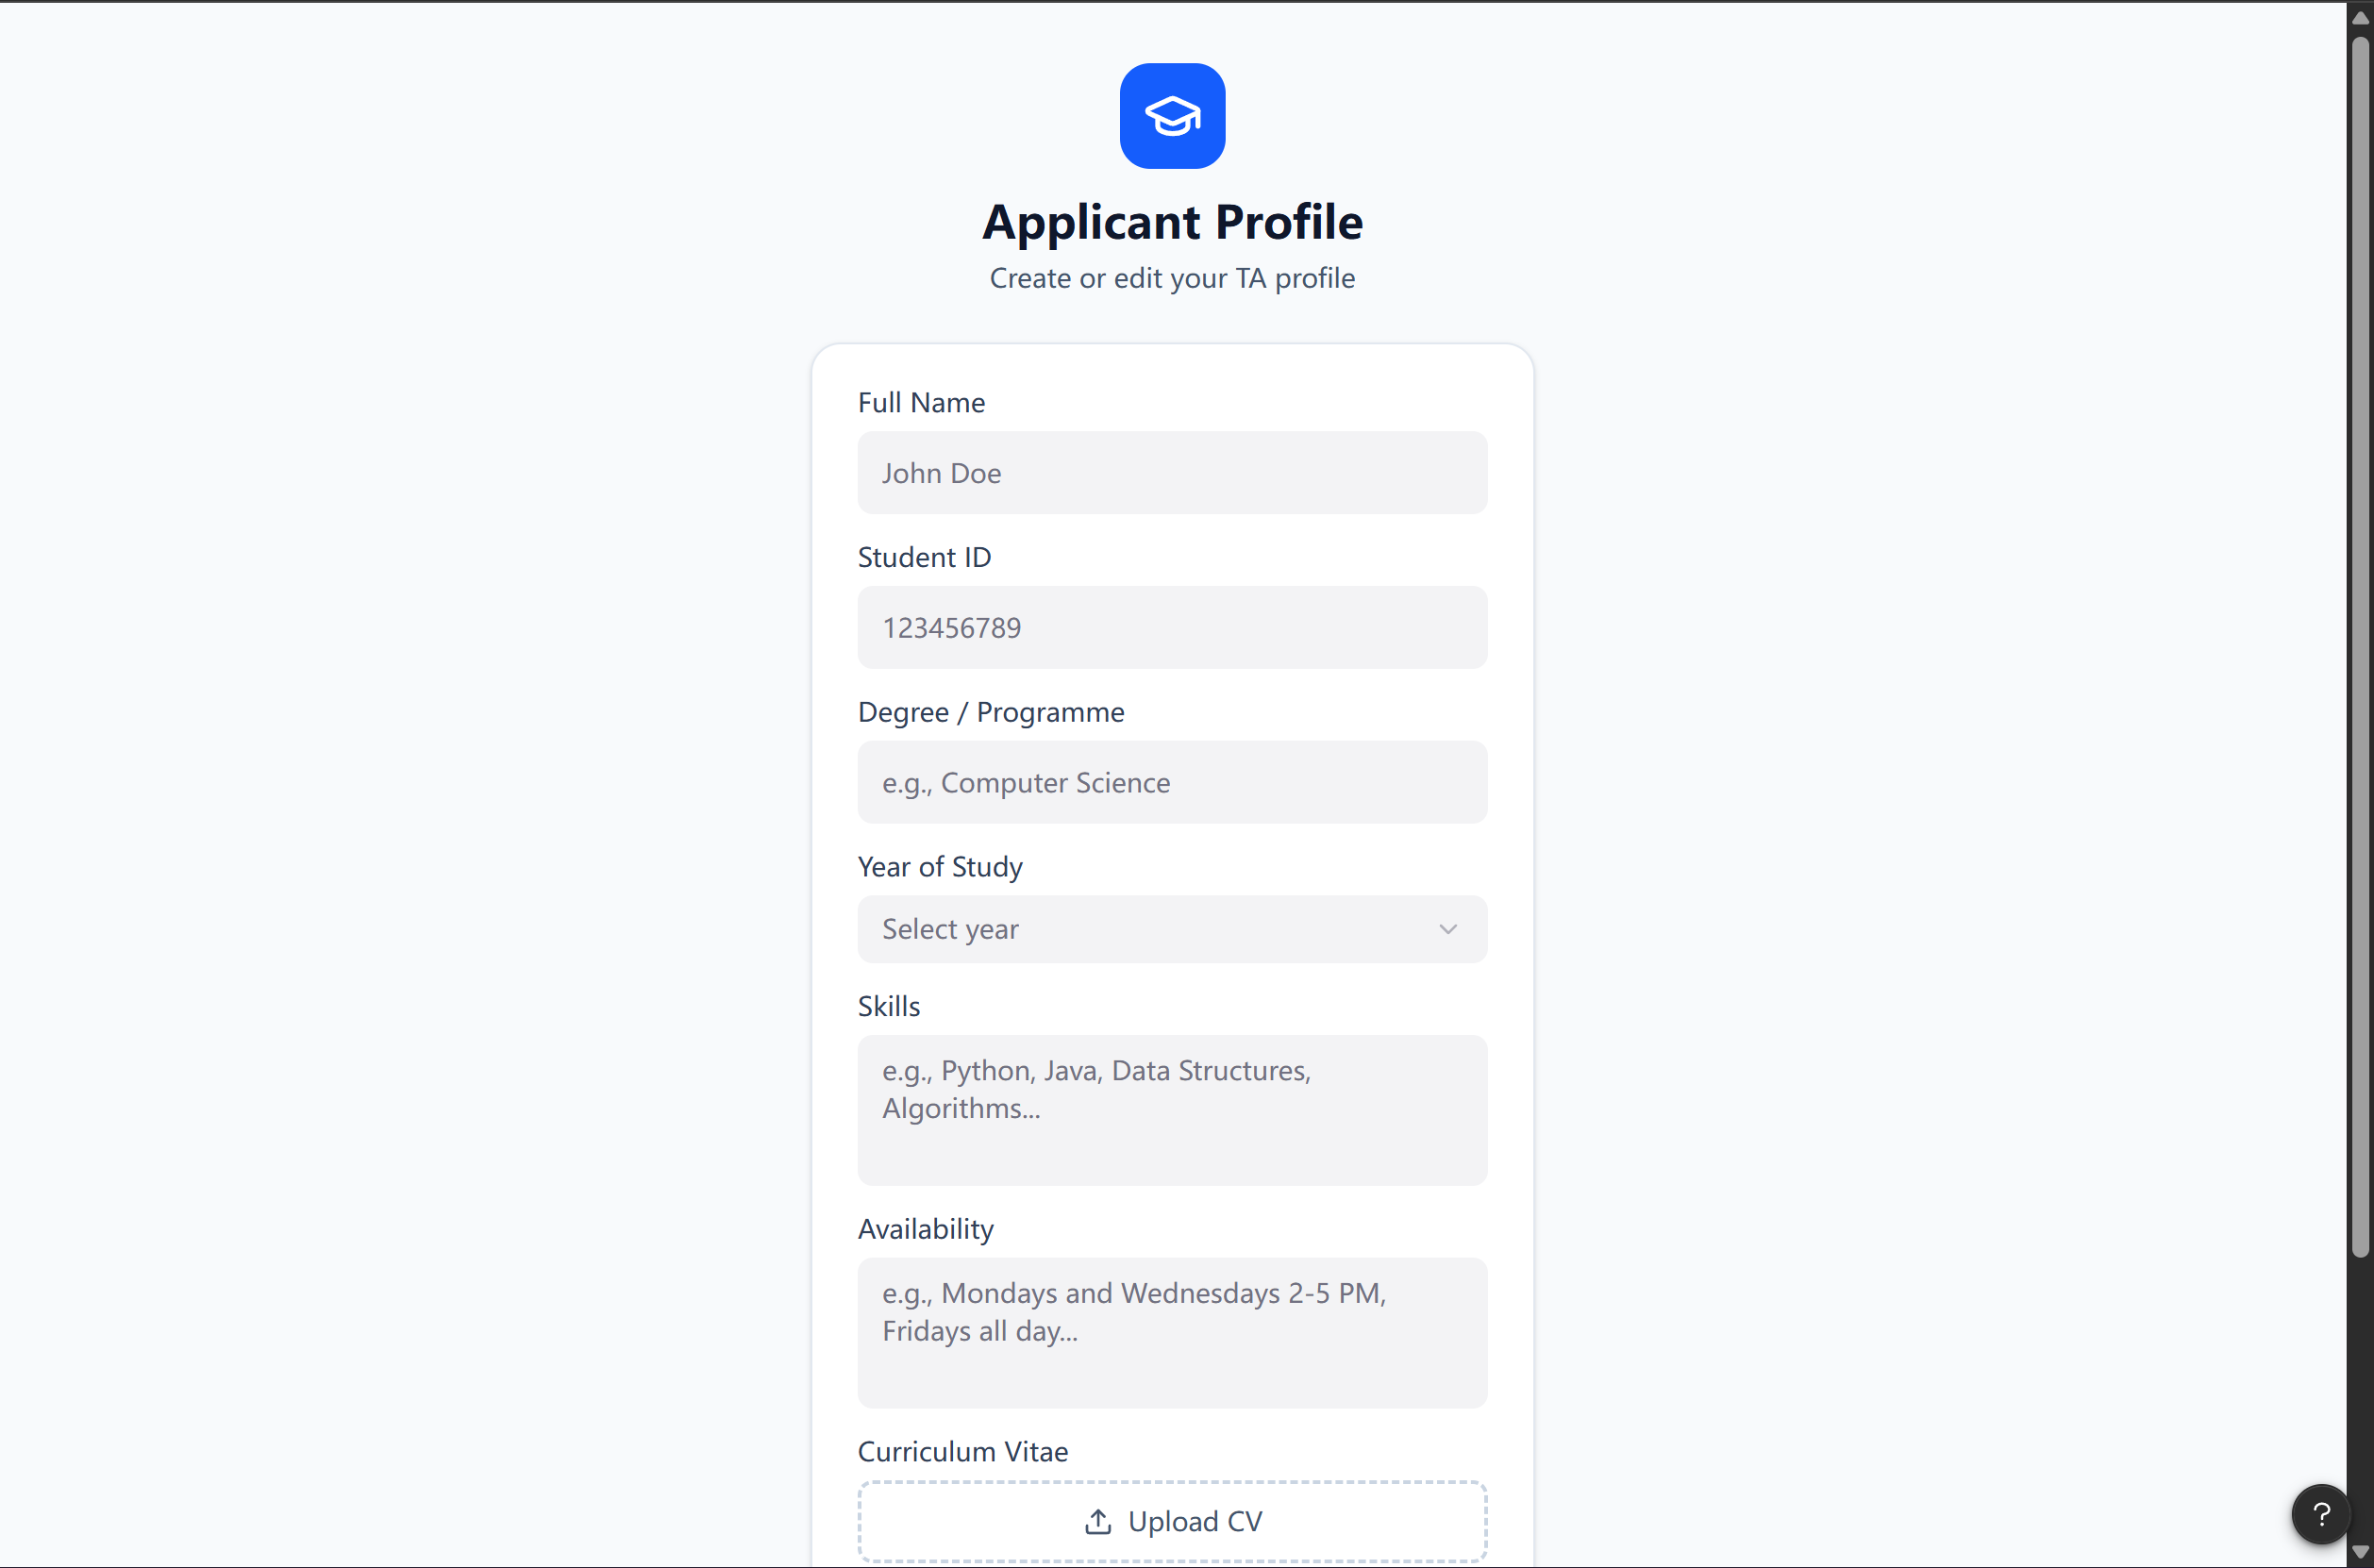 Applicant Profile
Create or edit your TA profile
Full Name
John Doe
Student ID
123456789
Degree / Programme
e.g., Computer Science
Year of Study
Select year
Skills
e.g., Python, Java, Data Structures,
Algorithms...
Availability
e.g., Mondays and Wednesdays 2-5 PM,
Fridays all day...
Curriculum Vitae
Upload CV
?